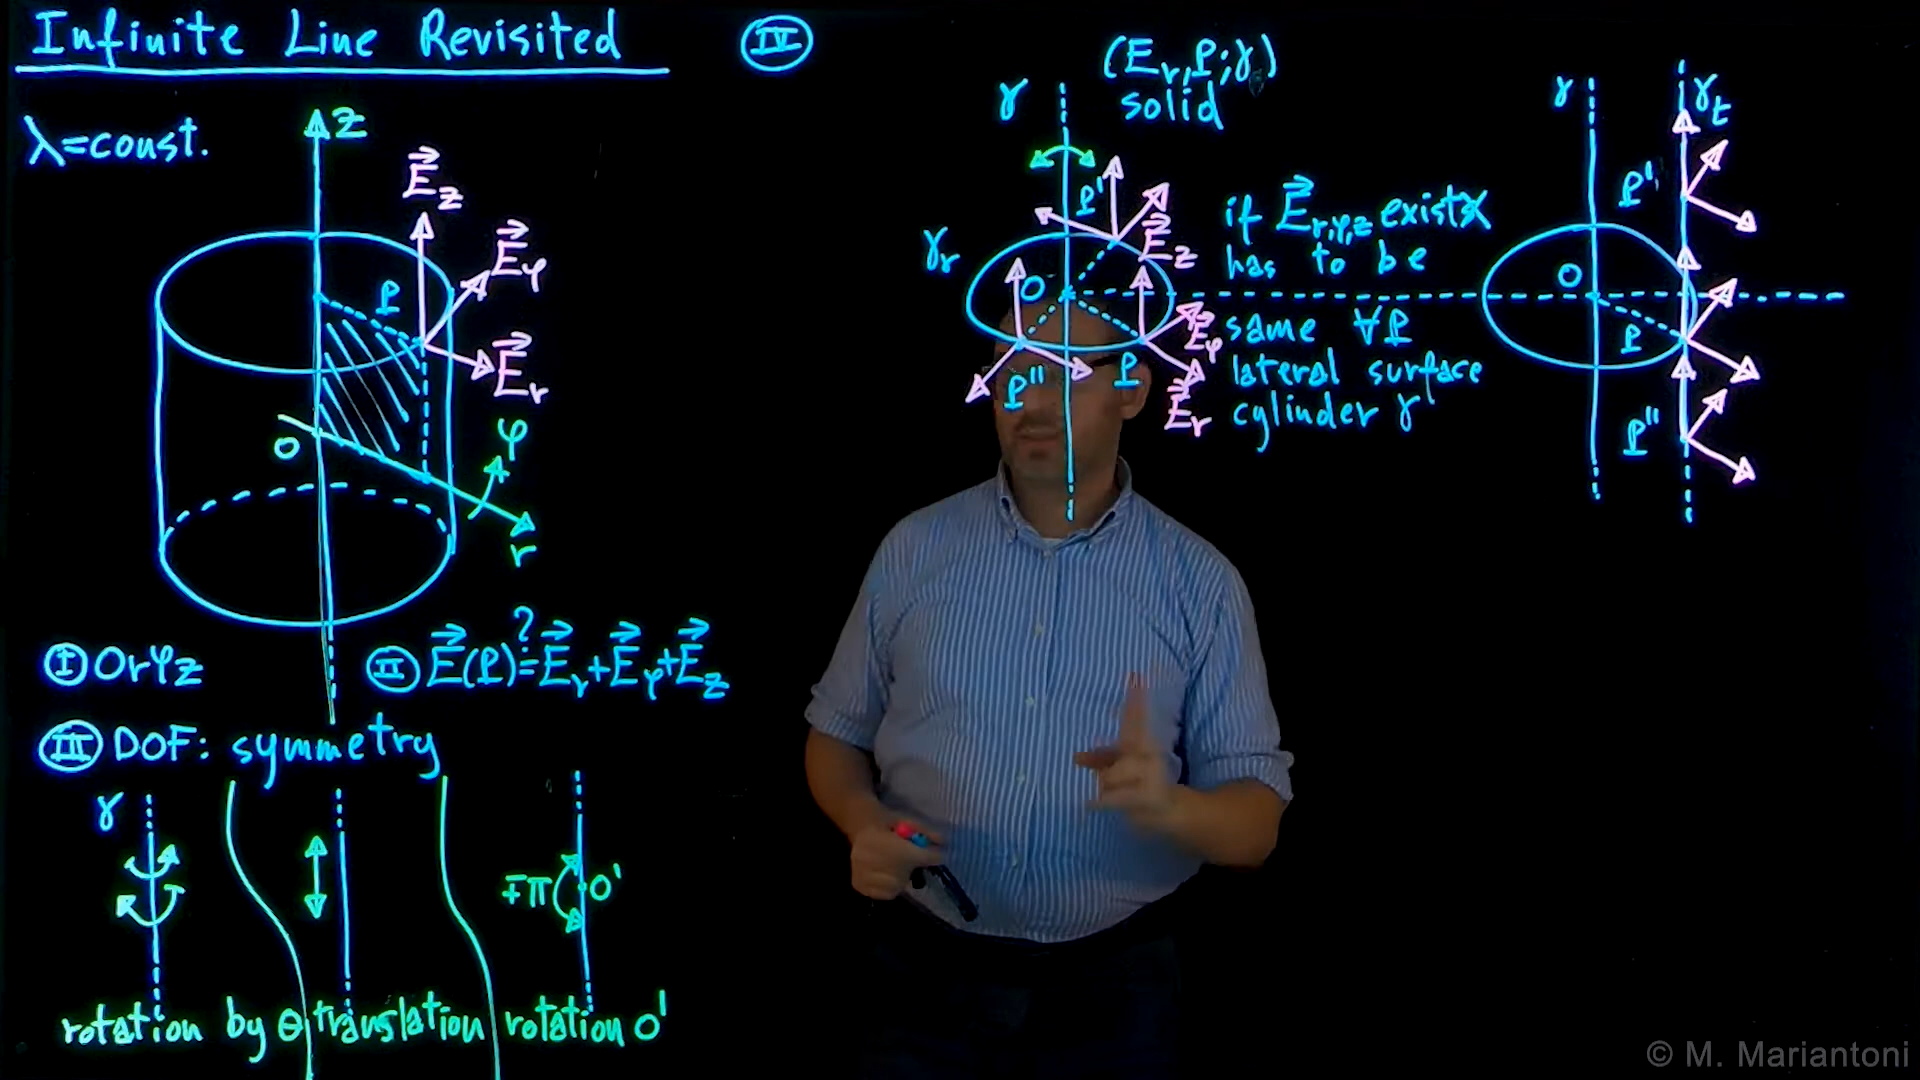 Infinite Line Revisited
IV
λ=const.
z
E⃗z
E⃗φ
E⃗r
P
O
φ
r
I Orφz
II E⃗(P)≟E⃗r+E⃗φ+E⃗z
III DOF: symmetry
γ
∓π
O'
rotation by θ
translation
rotation O'
(Er,P;γ)
solid
γ
γr
P'
O
P''
P
E⃗z
E⃗φ
E⃗r
if E⃗r,φ,z exists
has to be
same ∀P
lateral surface
cylinder γ
γ
γt
P'
O
P
P''
© M. Mariantoni